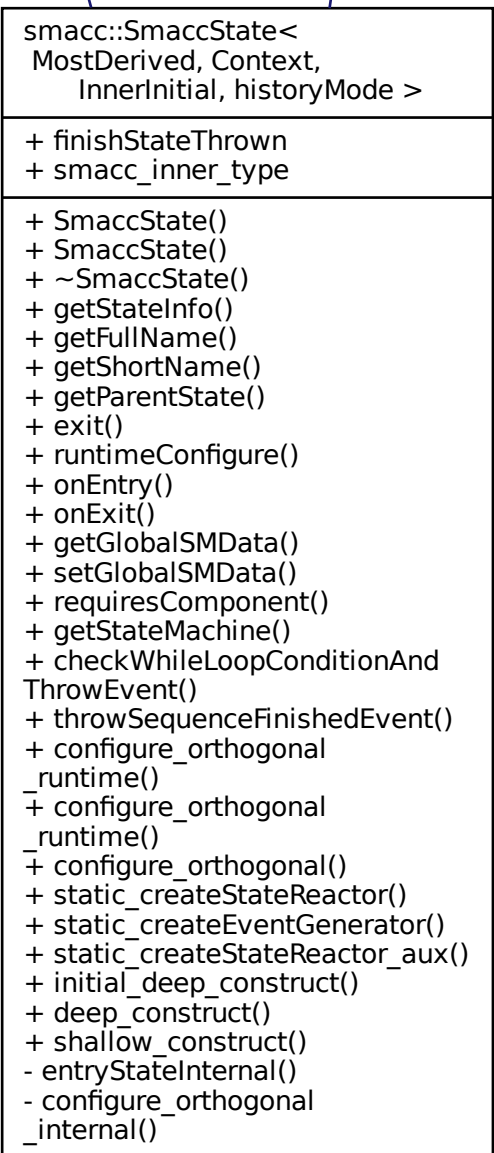 smacc::SmaccState<
MostDerived, Context,
InnerInitial, historyMode >
+ finishStateThrown
+ smacc_inner_type
+ SmaccState()
+ SmaccState()
+ ~SmaccState()
+ getStateInfo()
+ getFullName()
+ getShortName()
+ getParentState()
+ exit()
+ runtimeConfigure()
+ onEntry()
+ onExit()
+ getGlobalSMData()
+ setGlobalSMData()
+ requiresComponent()
+ getStateMachine()
+ checkWhileLoopConditionAnd
ThrowEvent()
+ throwSequenceFinishedEvent()
+ configure_orthogonal
_runtime()
+ configure_orthogonal
_runtime()
+ configure_orthogonal()
+ static_createStateReactor()
+ static_createEventGenerator()
+ static_createStateReactor_aux()
+ initial_deep_construct()
+ deep_construct()
+ shallow_construct()
- entryStateInternal()
- configure_orthogonal
_internal()